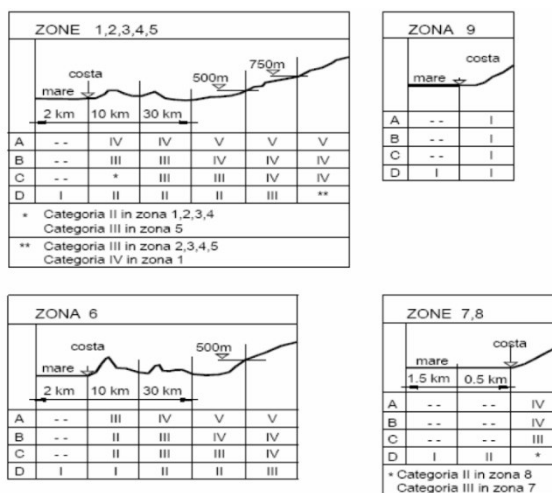 ZONE 1,2,3,4,5
costa
mare
500m
750m
2 km 10 km 30 km
A -- IV IV V V V
B -- III III IV IV IV
C -- * III III IV IV
D I II II II III **
* Categoria II in zona 1,2,3,4
Categoria III in zona 5
** Categoria III in zona 2,3,4,5
Categoria IV in zona 1
ZONA 9
costa
mare
A -- I
B -- I
C -- I
D I I
ZONA 6
costa
mare
500m
2 km 10 km 30 km
A -- III IV V V
B -- II III IV IV
C -- II III III IV
D I I II II III
ZONE 7,8
costa
mare
1.5 km 0.5 km
A -- -- IV
B -- -- IV
C -- -- III
D I II *
* Categoria II in zona 8
Categoria III in zona 7